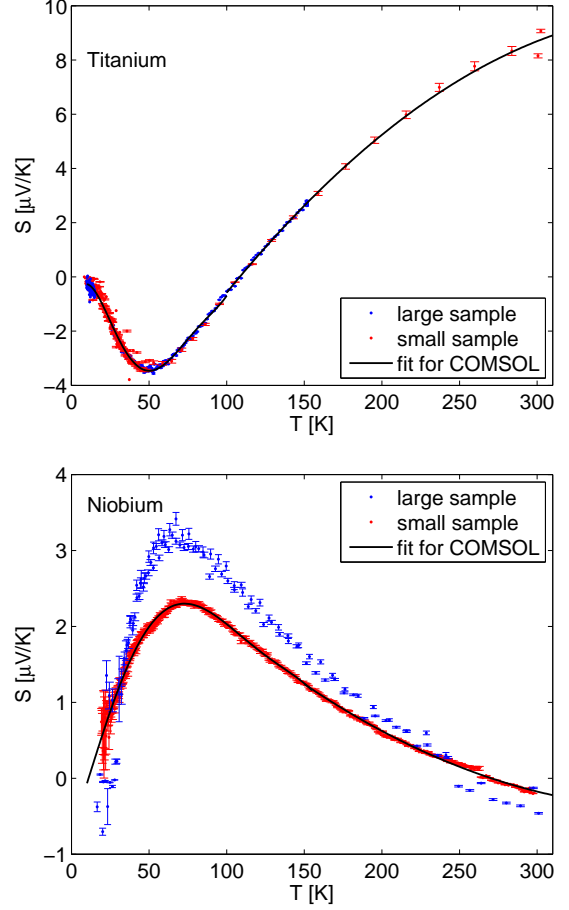 10
8
6
4
2
0
−2
−4
S [µV/K]
Titanium
large sample
small sample
fit for COMSOL
0 50 100 150 200 250 300
T [K]
4
3
2
1
0
−1
S [µV/K]
Niobium
large sample
small sample
fit for COMSOL
0 50 100 150 200 250 300
T [K]